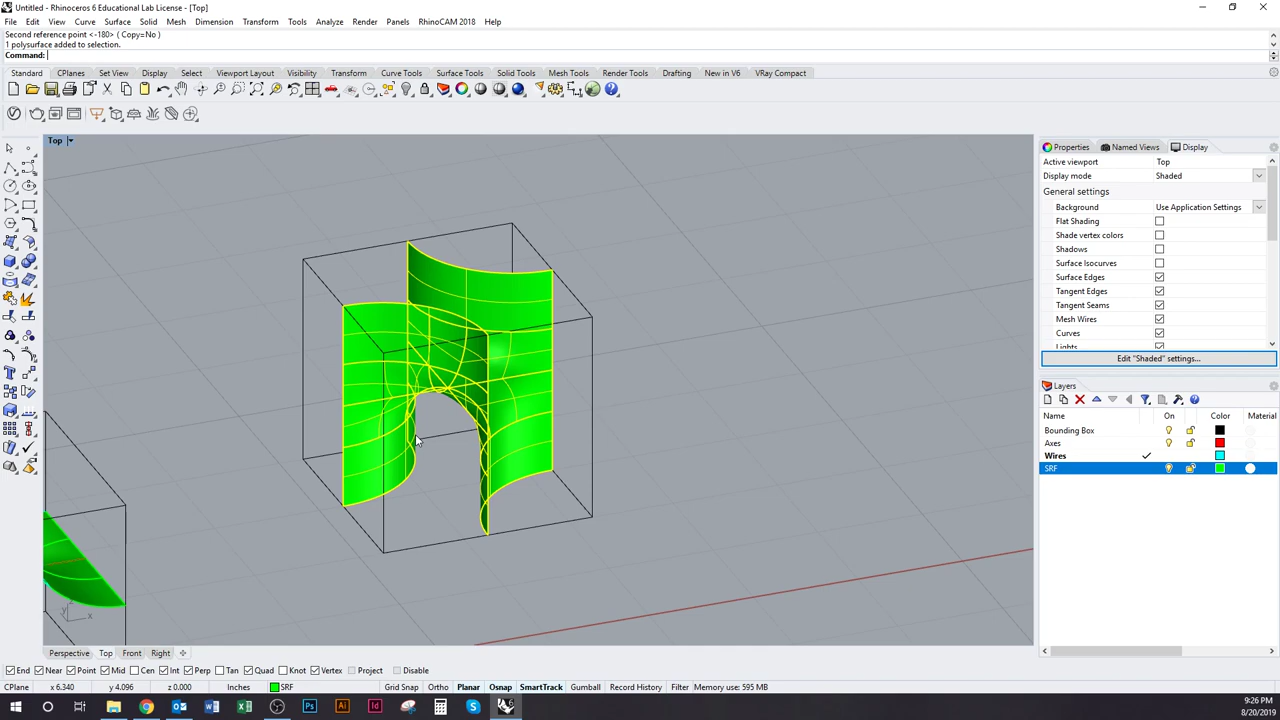 Untitled - Rhinoceros 6 Educational Lab License - [Top]
File Edit View Curve Surface Solid Mesh Dimension Transform Tools Analyze Render Panels RhinoCAM 2018 Help
Second reference point <-180> ( Copy=No )
1 polysurface added to selection.
Command:
Standard CPlanes Set View Display Select Viewport Layout Visibility Transform Curve Tools Surface Tools Solid Tools Mesh Tools Render Tools Drafting New in V6 VRay Compact
Top
Properties Named Views Display
Active viewport Top
Display mode Shaded
General settings
Background Use Application Settings
Flat Shading
Shade vertex colors
Shadows
Surface Isocurves
Surface Edges
Tangent Edges
Tangent Seams
Mesh Wires
Curves
Lights
Edit "Shaded" settings...
Layers
Name On Color Material
Bounding Box
Axes
Wires
SRF
z y x
Perspective Top Front Right
End Near Point Mid Cen Int Perp Tan Quad Knot Vertex Project Disable
CPlane x 6.340 y 4.096 z 0.000 Inches SRF Grid Snap Ortho Planar Osnap SmartTrack Gumball Record History Filter Memory use: 595 MB
Ps Ai Id
9:26 PM
8/20/2019